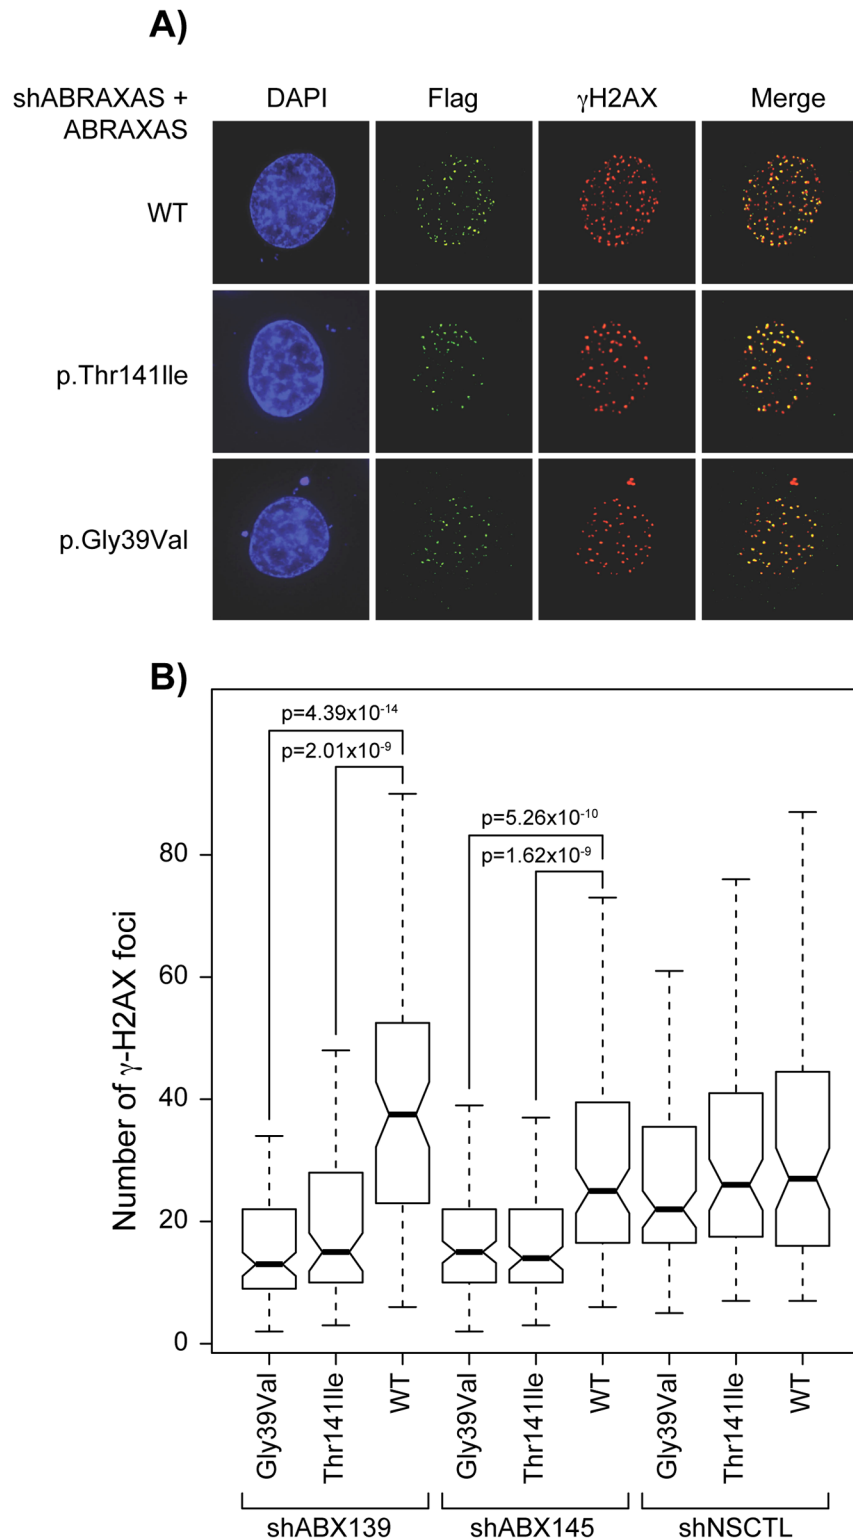 A)
shABRAXAS + DAPI Flag γH2AX Merge
ABRAXAS
WT
p.Thr141Ile
p.Gly39Val
B)
p=4.39x10-14
p=2.01x10-9
p=5.26x10-10
p=1.62x10-9
80
60
40
20
0
Number of γ-H2AX foci
Gly39Val Thr141Ile WT Gly39Val Thr141Ile WT Gly39Val Thr141Ile WT
shABX139 shABX145 shNSCTL